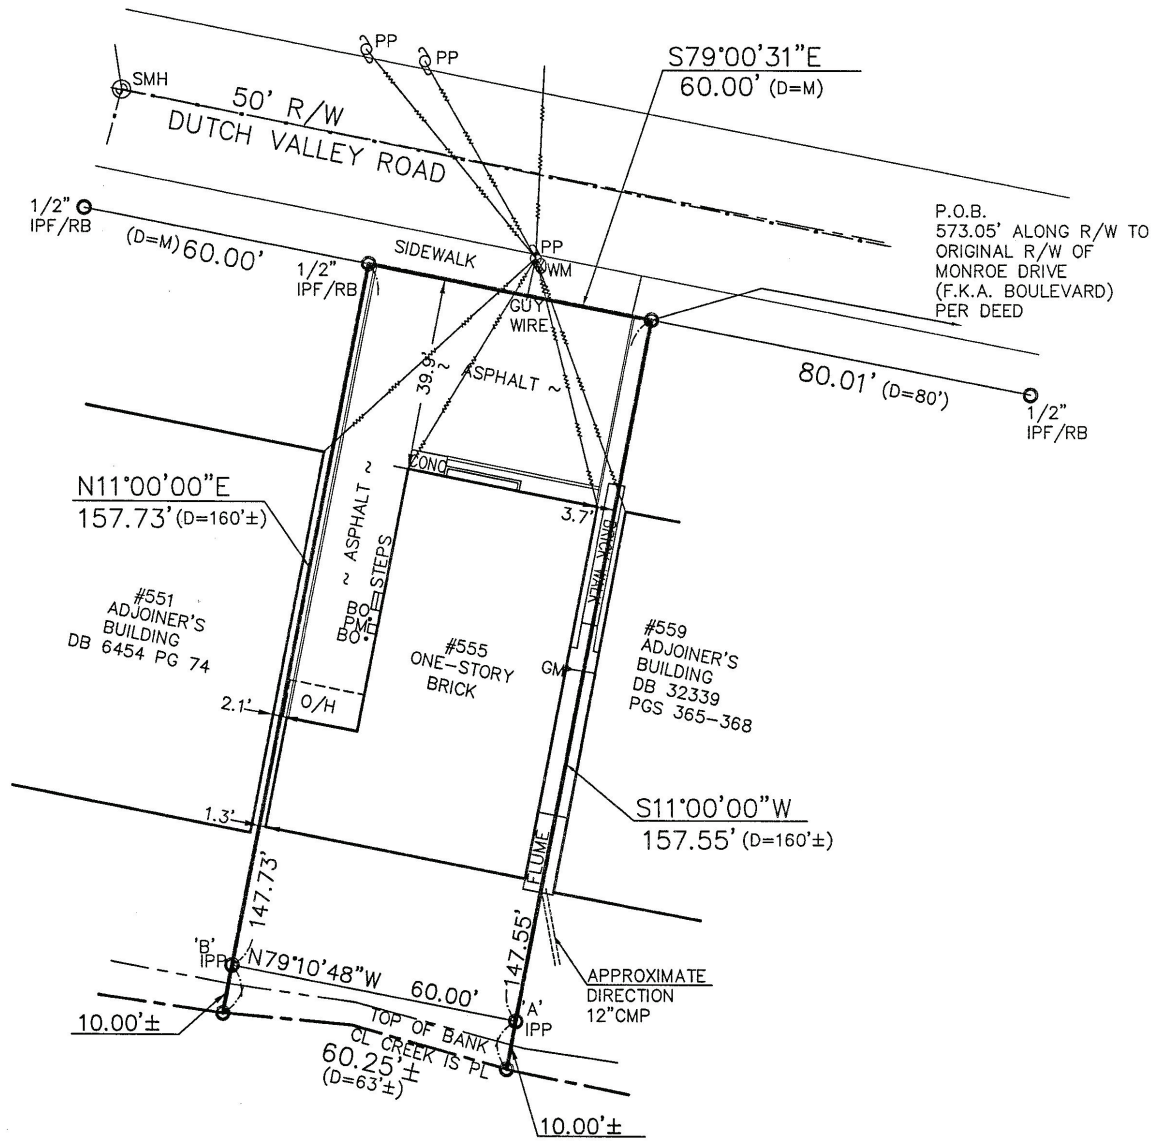 PP
PP
S79°00'31"E
60.00' (D=M)
SMH
50' R/W
DUTCH VALLEY ROAD
1/2"
IPF/RB
(D=M) 60.00'
SIDEWALK
1/2"
IPF/RB
PP
WM
GUY
WIRE
P.O.B.
573.05' ALONG R/W TO
ORIGINAL R/W OF
MONROE DRIVE
(F.K.A. BOULEVARD)
PER DEED
39.9'
~ ASPHALT ~
80.01' (D=80')
1/2"
IPF/RB
CONC
N11°00'00"E
157.73' (D=160'±)
~ ASPHALT ~
STEPS
3.7'
BRICK WALK
BO
PM
BO
#551
ADJOINER'S
BUILDING
DB 6454 PG 74
#555
ONE-STORY
BRICK
GM
#559
ADJOINER'S
BUILDING
DB 32339
PGS 365-368
2.1'
O/H
1.3'
S11°00'00"W
157.55' (D=160'±)
FLUME
147.73'
147.55'
'B'
IPP
N79°10'48"W 60.00'
'A'
IPP
APPROXIMATE
DIRECTION
12"CMP
10.00'±
TOP OF BANK
CL CREEK IS PL
60.25'±
(D=63'±)
10.00'±